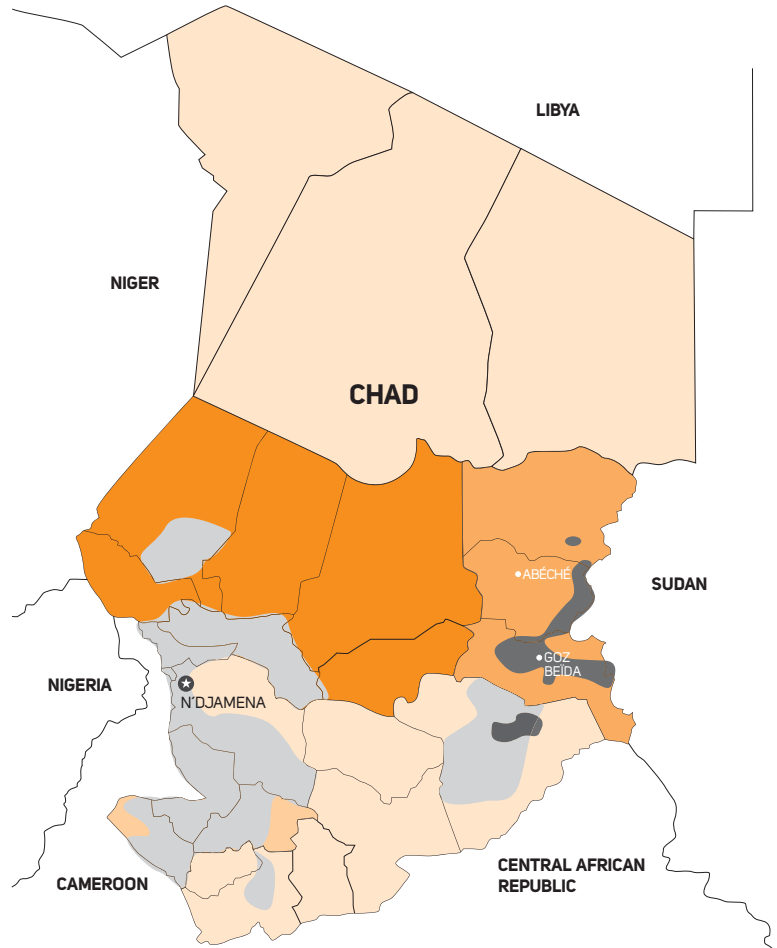 LIBYA
NIGER
CHAD
ABÉCHÉ
SUDAN
GOZ
BEÏDA
NIGERIA
N'DJAMENA
CENTRAL AFRICAN
REPUBLIC
CAMEROON